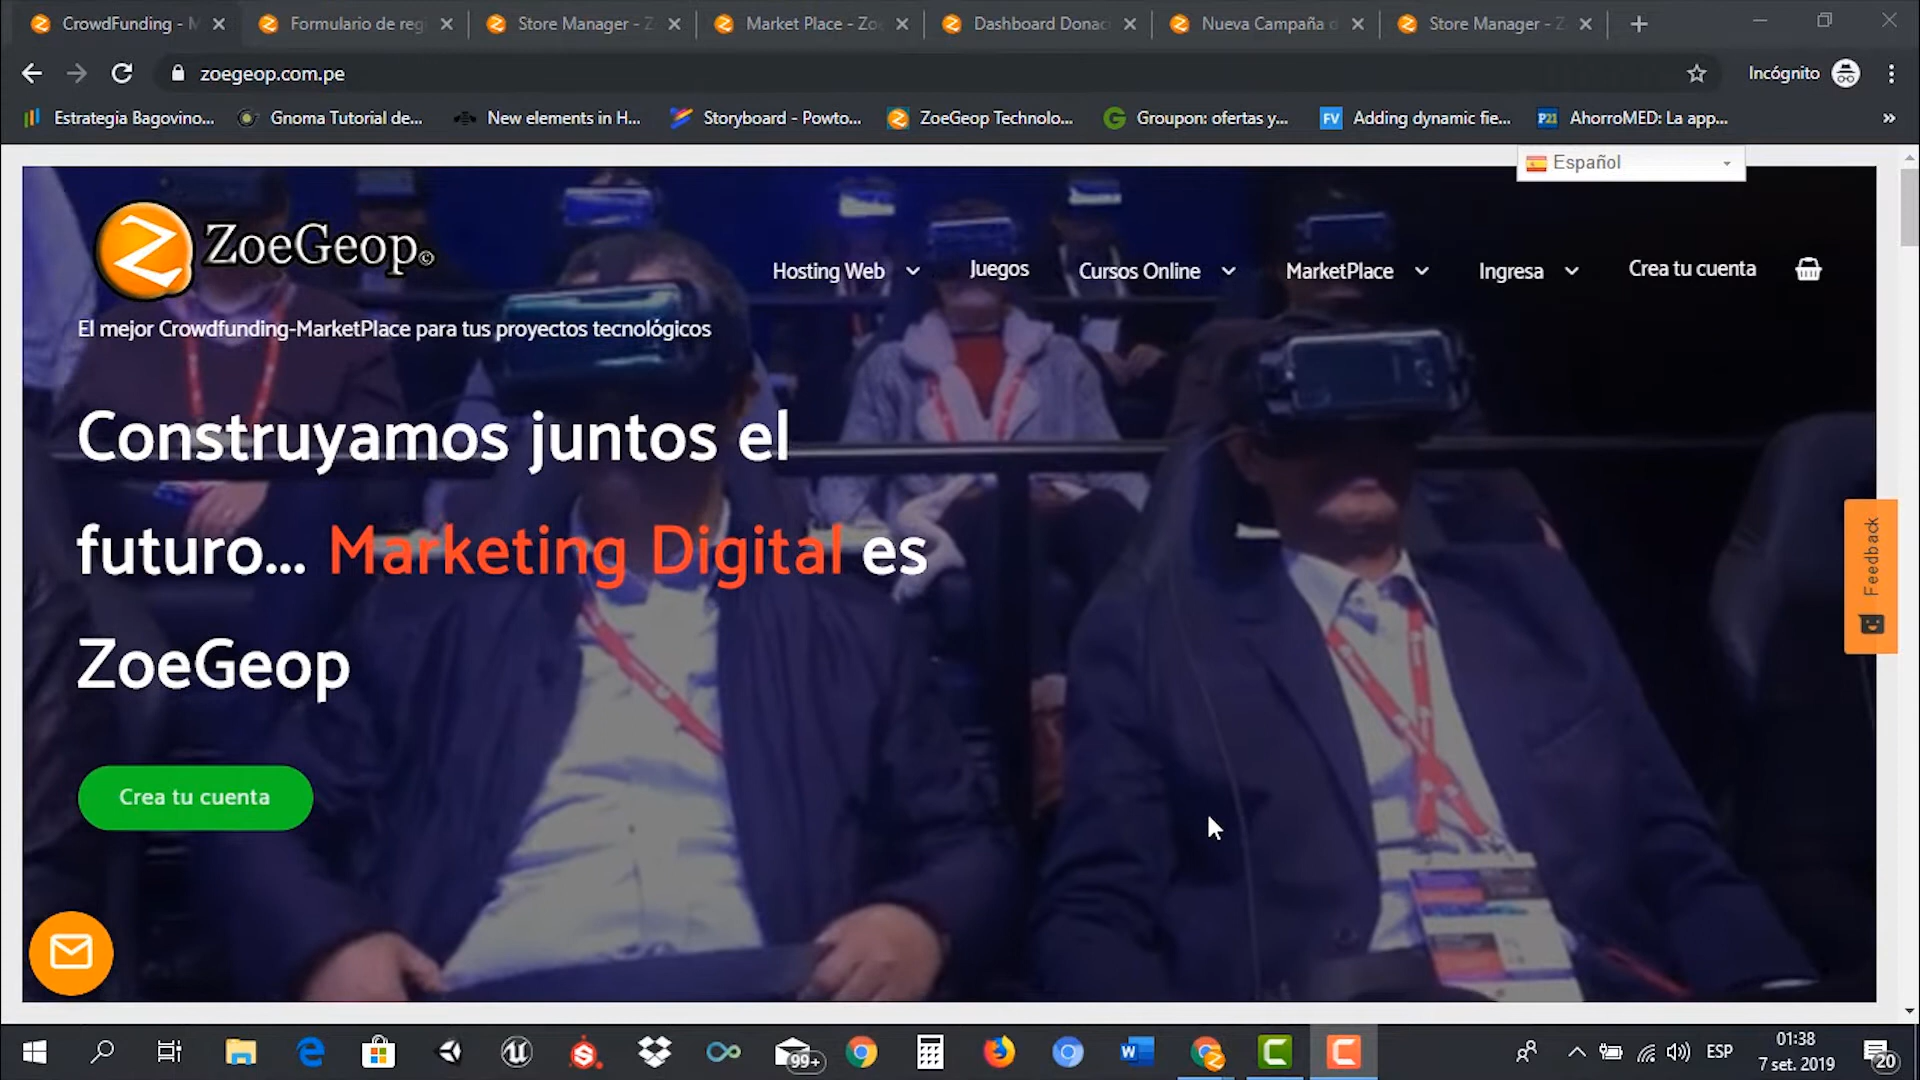 CrowdFunding - M
Formulario de reg
Store Manager - Z
Market Place - Zoe
Dashboard Donac
Nueva Campaña d
Store Manager - Z
zoegeop.com.pe
Incógnito
Estrategia Bagovino...
Gnoma Tutorial de...
New elements in H...
Storyboard - Powto...
ZoeGeop Technolo...
Groupon: ofertas y...
FV Adding dynamic fie...
P21 AhorroMED: La app...
»
Español
Z ZoeGeop©
Hosting Web
Juegos
Cursos Online
MarketPlace
Ingresa
Crea tu cuenta
El mejor Crowdfunding-MarketPlace para tus proyectos tecnológicos
Construyamos juntos el
futuro... Marketing Digital es
ZoeGeop
Feedback
Crea tu cuenta
99+
ESP
01:38
7 set. 2019
20